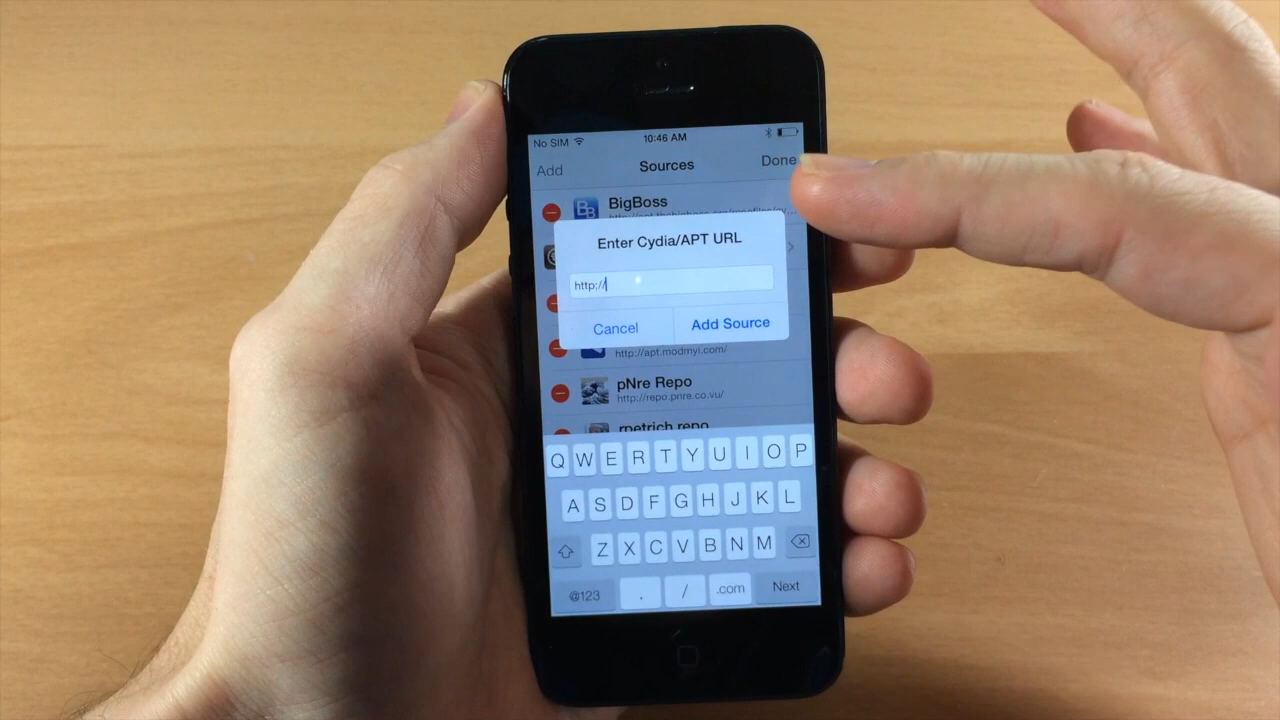 No SIM 10:46 AM
Add Sources Done
BigBoss
Enter Cydia/APT URL
http;//
Cancel Add Source
http://apt.modmyi.com/
pNre Repo
http://repo.pnre.co.vu/
rpetrich repo
Q W E R T Y U I O P
A S D F G H J K L
Z X C V B N M
@123 . / .com Next